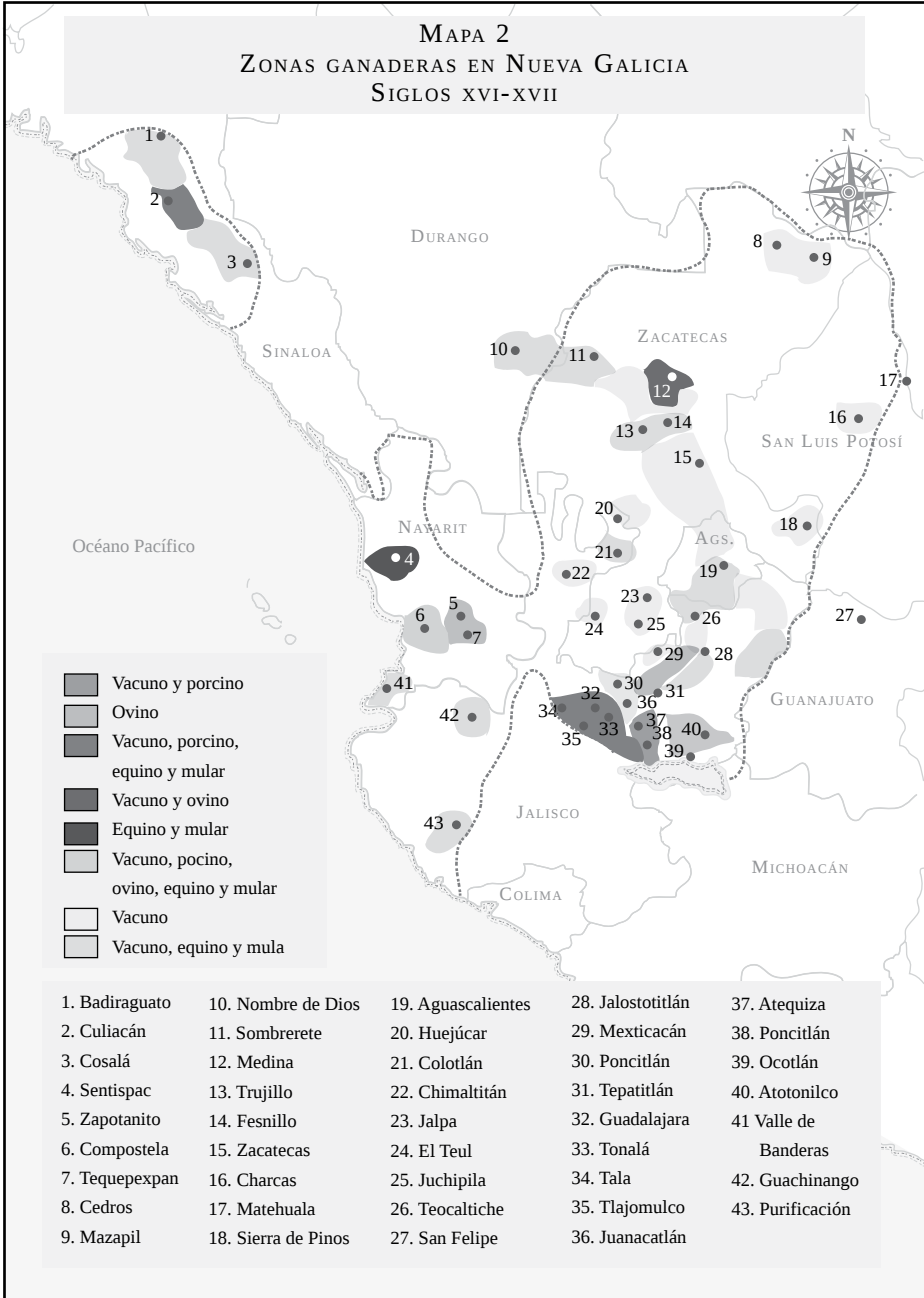 Mapa 2
Zonas ganaderas en Nueva Galicia
Siglos xvi-xvii
N
1
2
3
Durango
8
9
Sinaloa
Zacatecas
10
11
12
17
16
13
14
San Luis Potosí
15
20
18
Nayarit
Ags.
Océano Pacífico
21
4
22
19
23
5
6
24
25
26
27
7
29
28
41
30
Guanajuato
31
32
36
34
42
33
37
35
38
40
39
Jalisco
43
Michoacán
Colima
Vacuno y porcino
Ovino
Vacuno, porcino,
equino y mular
Vacuno y ovino
Equino y mular
Vacuno, pocino,
ovino, equino y mular
Vacuno
Vacuno, equino y mula
1. Badiraguato
2. Culiacán
3. Cosalá
4. Sentispac
5. Zapotanito
6. Compostela
7. Tequepexpan
8. Cedros
9. Mazapil
10. Nombre de Dios
11. Sombrerete
12. Medina
13. Trujillo
14. Fesnillo
15. Zacatecas
16. Charcas
17. Matehuala
18. Sierra de Pinos
19. Aguascalientes
20. Huejúcar
21. Colotlán
22. Chimaltitán
23. Jalpa
24. El Teul
25. Juchipila
26. Teocaltiche
27. San Felipe
28. Jalostotitlán
29. Mexticacán
30. Poncitlán
31. Tepatitlán
32. Guadalajara
33. Tonalá
34. Tala
35. Tlajomulco
36. Juanacatlán
37. Atequiza
38. Poncitlán
39. Ocotlán
40. Atotonilco
41 Valle de
Banderas
42. Guachinango
43. Purificación